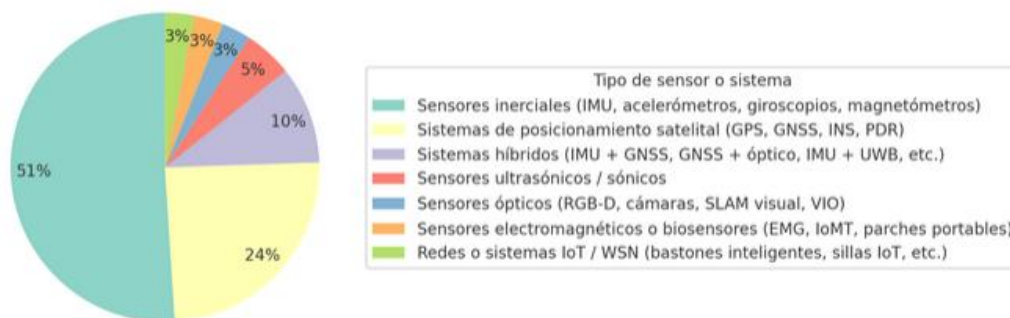 3%
3%
3%
5%
10%
51%
24%
Tipo de sensor o sistema
Sensores inerciales (IMU, acelerómetros, giroscopios, magnetómetros)
Sistemas de posicionamiento satelital (GPS, GNSS, INS, PDR)
Sistemas híbridos (IMU + GNSS, GNSS + óptico, IMU + UWB, etc.)
Sensores ultrasónicos / sónicos
Sensores ópticos (RGB-D, cámaras, SLAM visual, VIO)
Sensores electromagnéticos o biosensores (EMG, IoMT, parches portables)
Redes o sistemas IoT / WSN (bastones inteligentes, sillas IoT, etc.)